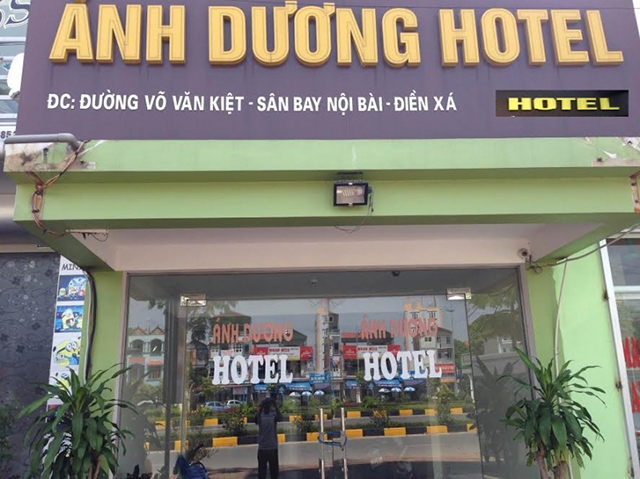 ÁNH DƯƠNG HOTEL
ĐC: ĐƯỜNG VÕ VĂN KIỆT - SÂN BAY NỘI BÀI - ĐIỀN XÁ
HOTEL
ÁNH DƯƠNG
HOTEL
ÁNH DƯƠNG
HOTEL